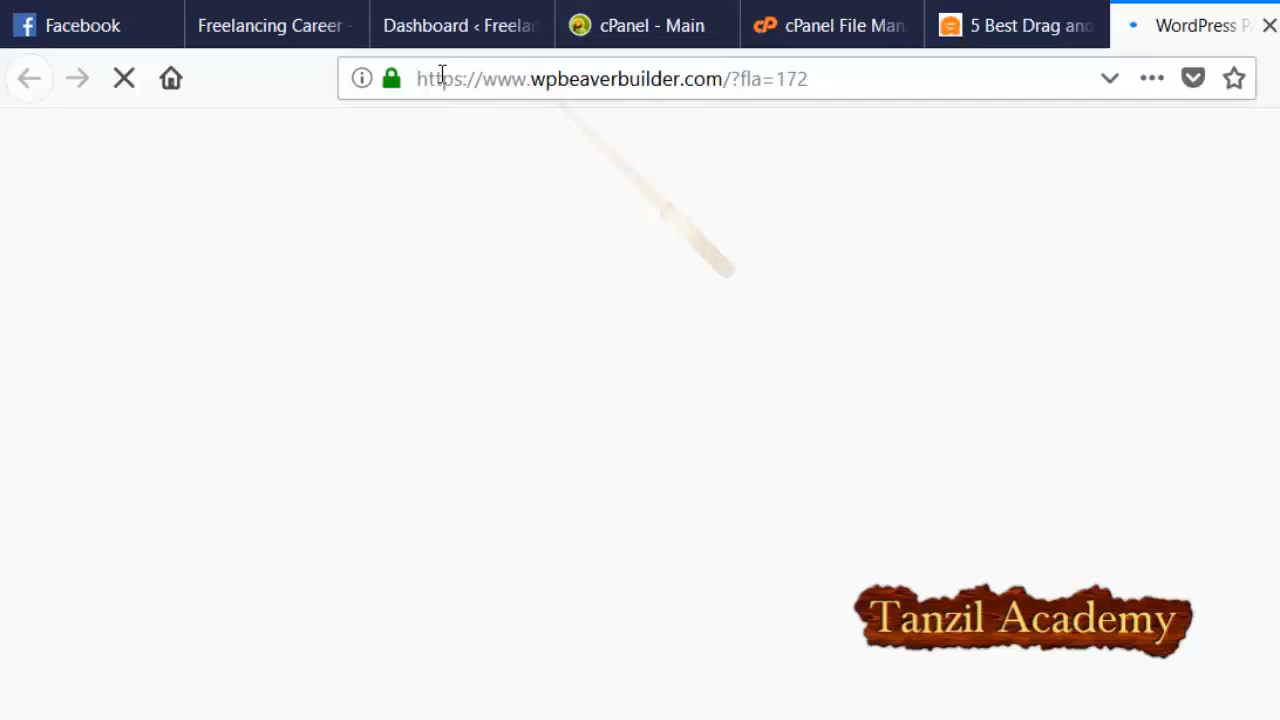 Facebook
Freelancing Career -
Dashboard ‹ Freelan
cPanel - Main
cPanel File Man
5 Best Drag and
WordPress P
https://www.wpbeaverbuilder.com/?fla=172
Tanzil Academy